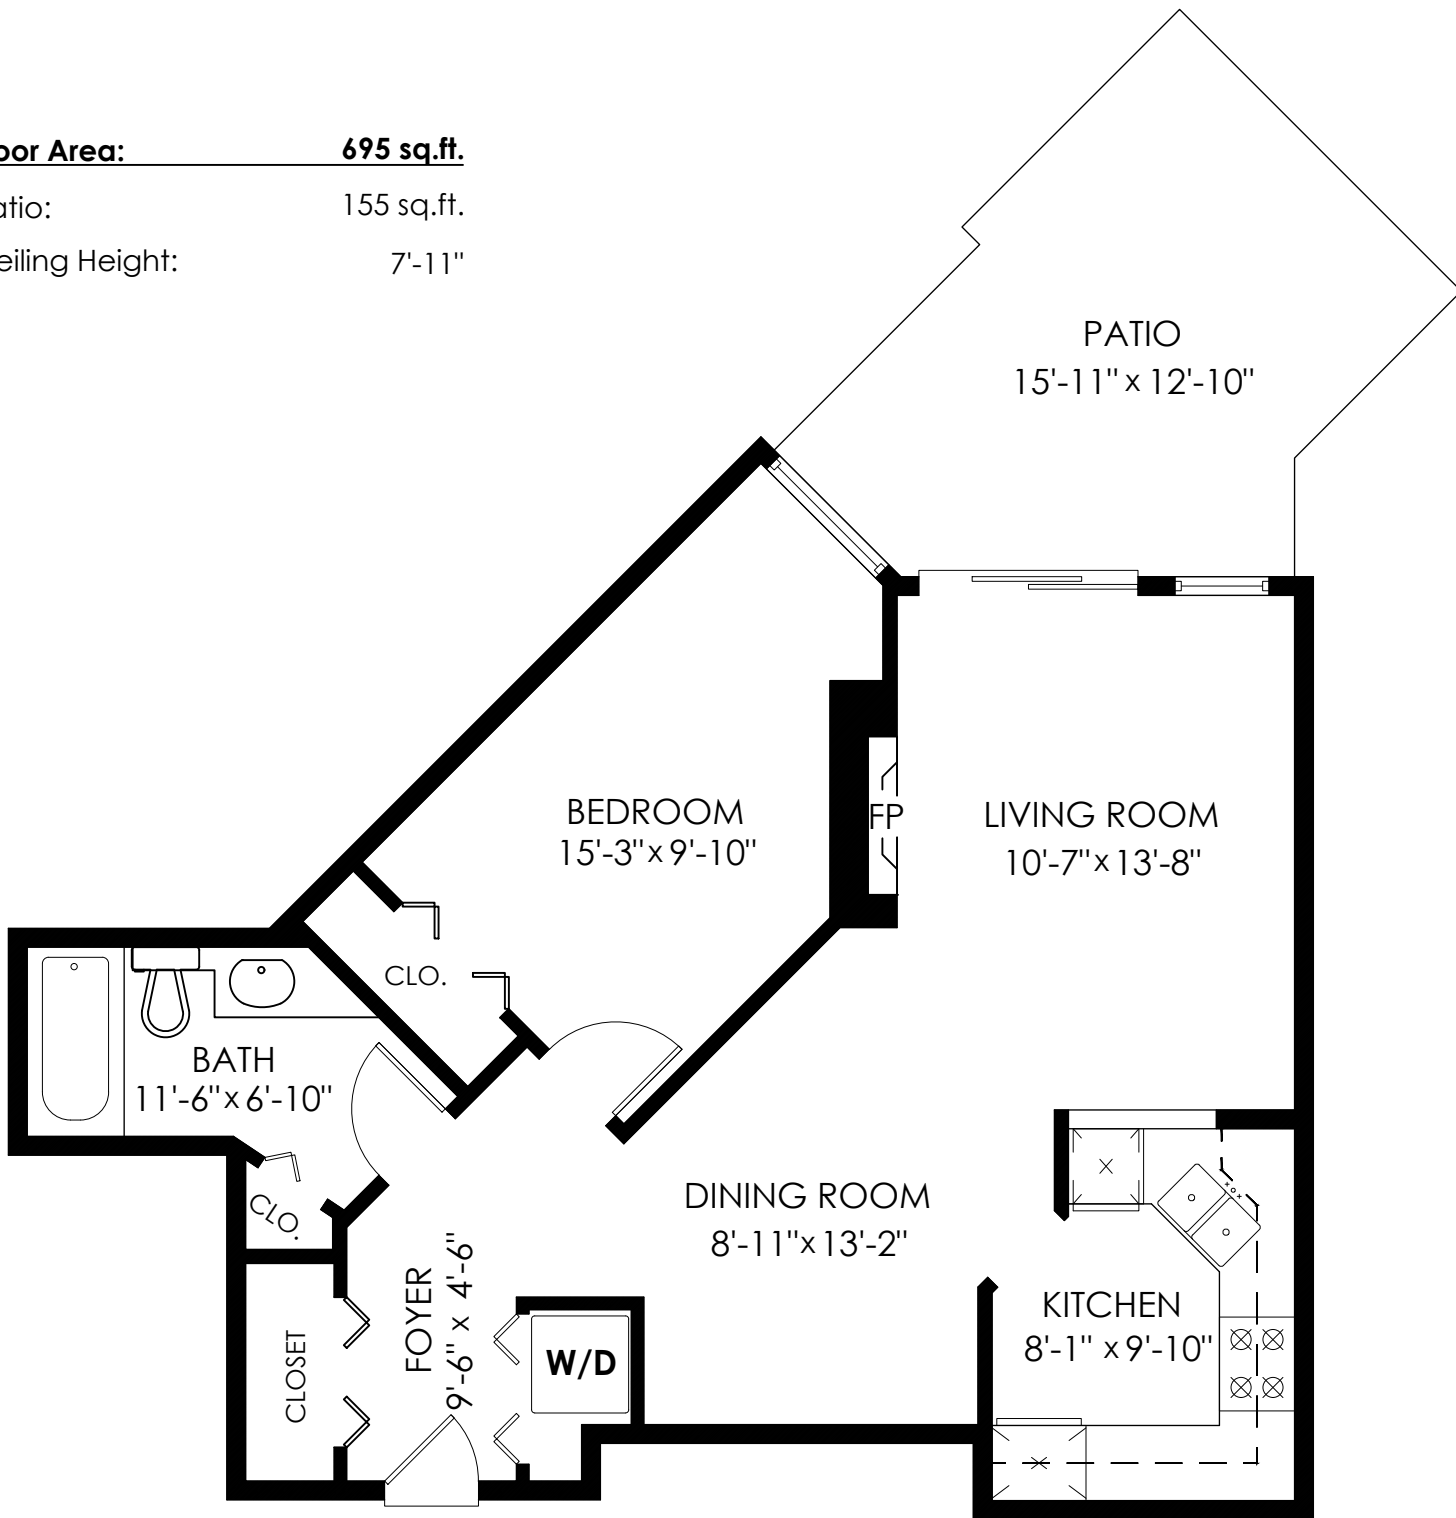 oor Area: 695 sq.ft.
atio: 155 sq.ft.
eiling Height: 7'-11"
PATIO
15'-11" x 12'-10"
BEDROOM
15'-3" x 9'-10"
FP
LIVING ROOM
10'-7" x 13'-8"
CLO.
BATH
11'-6" x 6'-10"
CLO.
DINING ROOM
8'-11" x 13'-2"
FOYER
9'-6" x 4'-6"
KITCHEN
8'-1" x 9'-10"
CLOSET
W/D